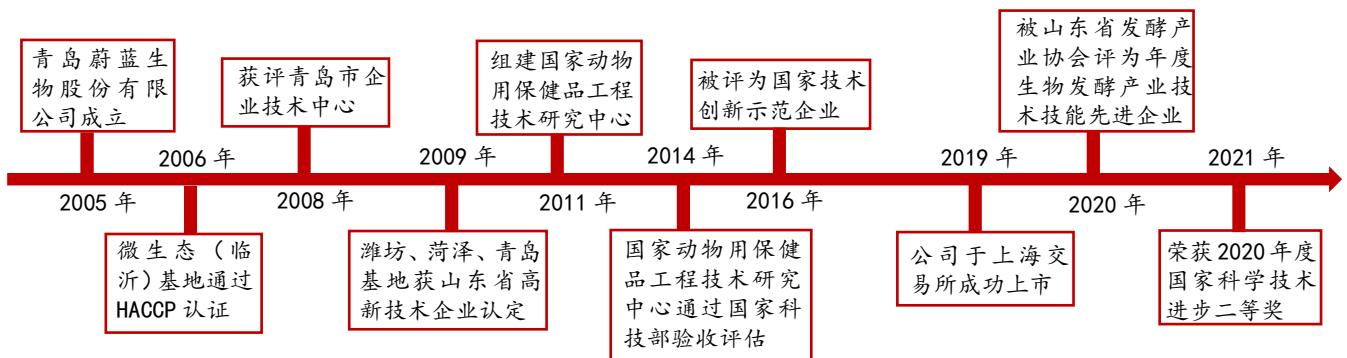 青岛蔚蓝生
物股份有限
公司成立
获评青岛市企
业技术中心
组建国家动物
用保健品工程
技术研究中心
被评为国家技术
创新示范企业
被山东省发酵产
业协会评为年度
生物发酵产业技
术技能先进企业
2006 年
2009 年
2014 年
2019 年
2021 年
2005 年
2008 年
2011 年
2016 年
2020 年
微生态（临
沂）基地通过
HACCP 认证
潍坊、菏泽、青岛
基地获山东省高
新技术企业认定
国家动物用保健
品工程技术研究
中心通过国家科
技部验收评估
公司于上海交
易所成功上市
荣获 2020 年度
国家科学技术
进步二等奖